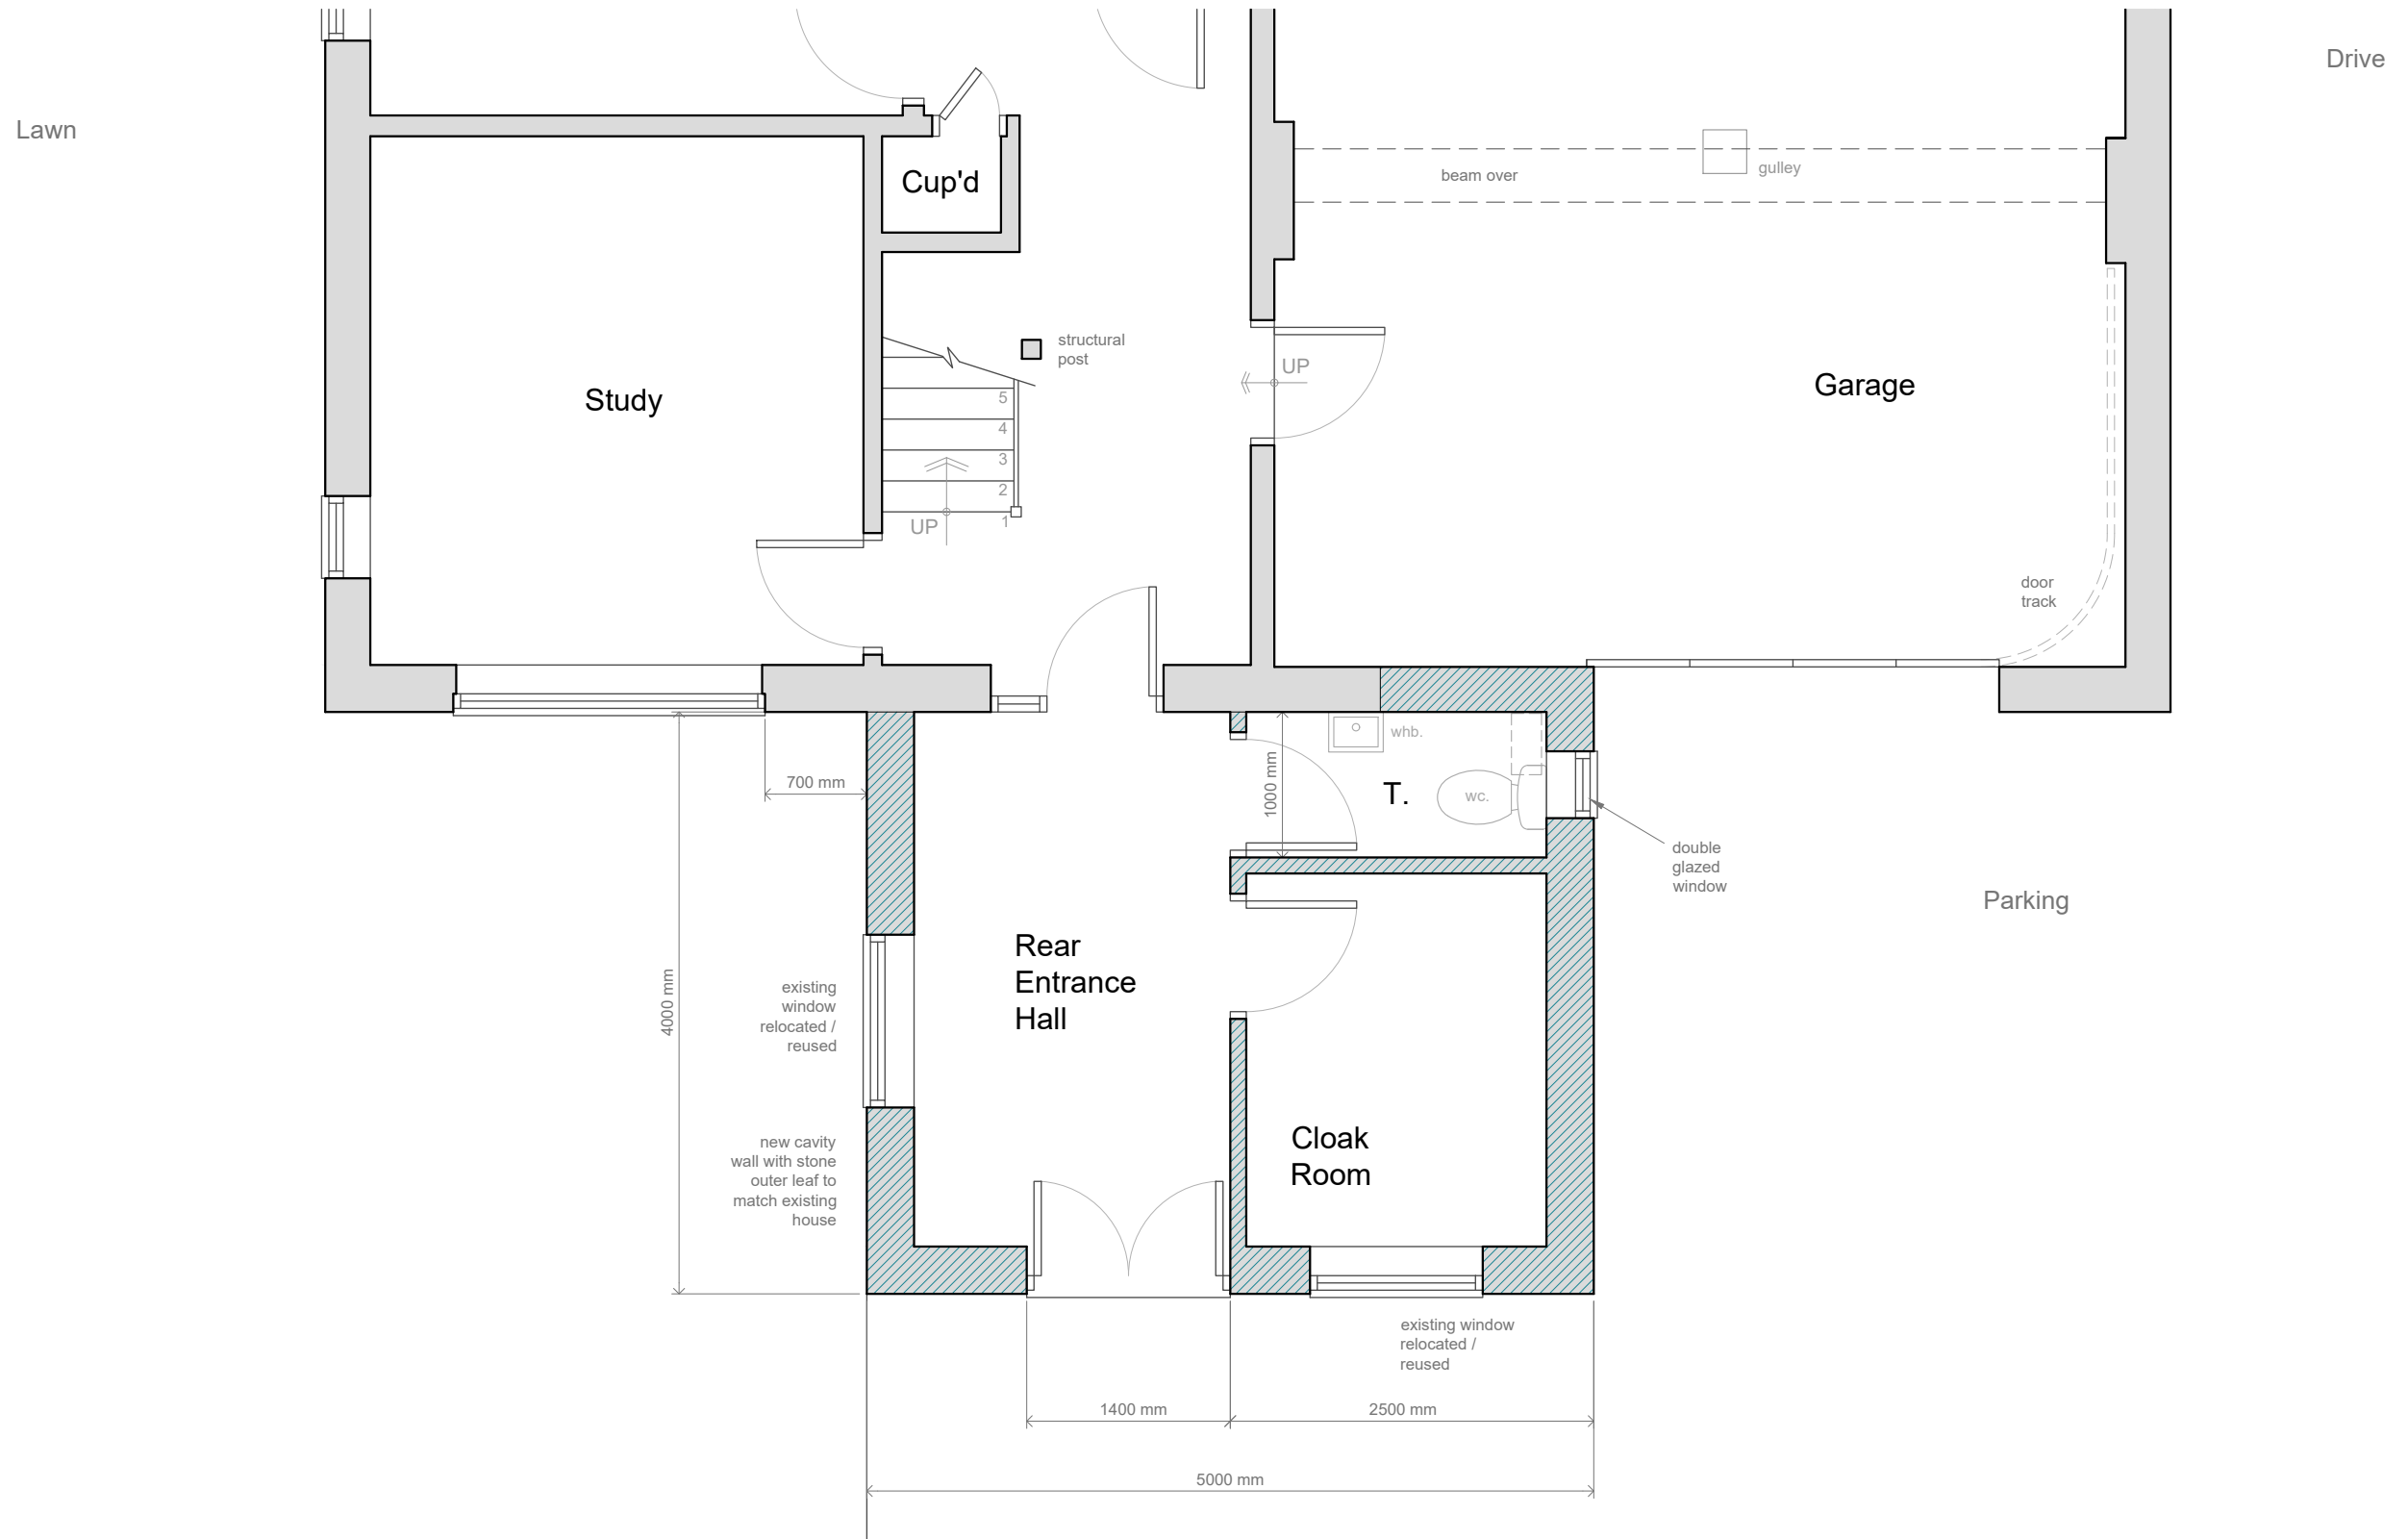 Drive
Lawn
beam over
gulley
Cup'd
structural
post
UP
Study
Garage
5
4
3
2
1
UP
door
track
whb.
700 mm
1000 mm
T.
wc.
double
glazed
window
Parking
Rear
Entrance
Hall
4000 mm
existing
window
relocated /
reused
new cavity
wall with stone
outer leaf to
match existing
house
Cloak
Room
existing window
relocated /
reused
1400 mm
2500 mm
5000 mm